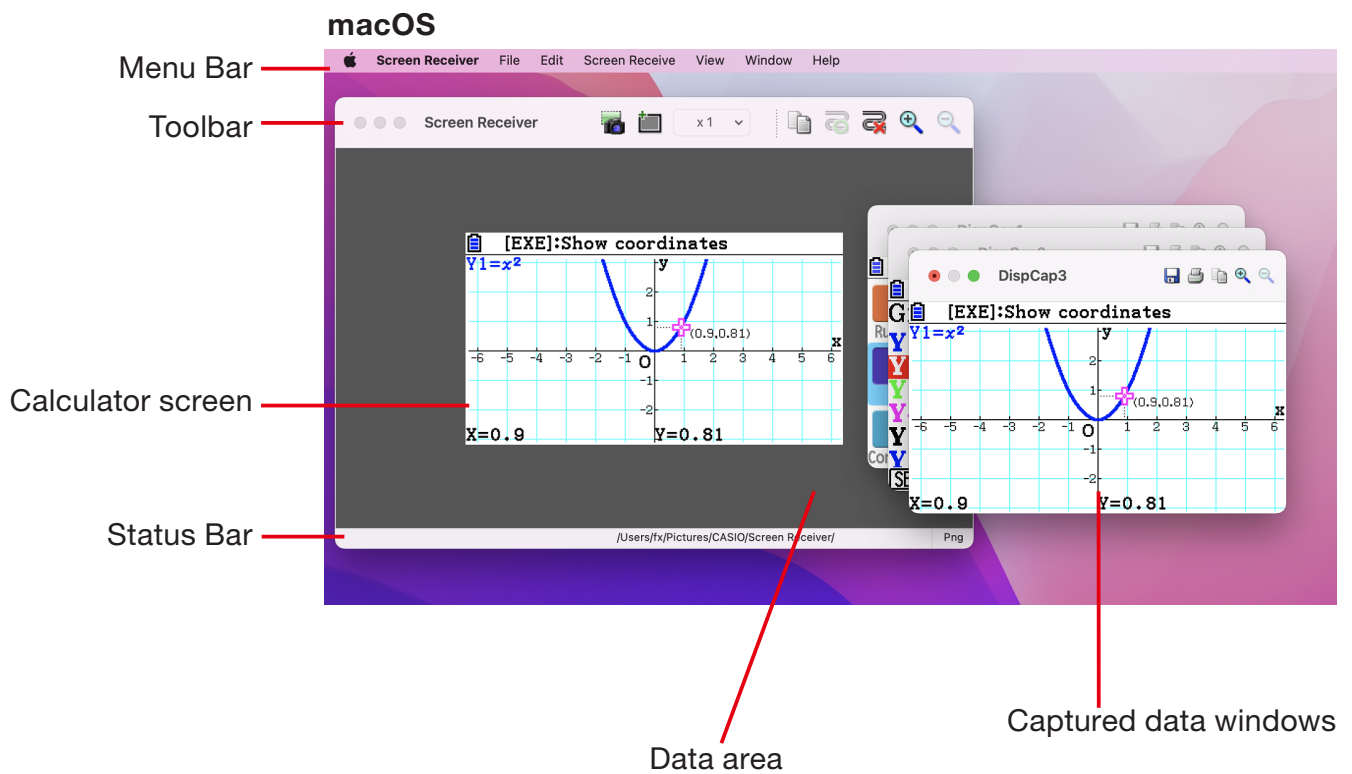 macOS
Menu Bar
Screen Receiver File Edit Screen Receive View Window Help
Toolbar
Screen Receiver
x 1
[EXE]:Show coordinates
Y1=x²
y
2
1
(0.9,0.81)
x
-6 -5 -4 -3 -2 -1 O 1 2 3 4 5 6
-1
-2
X=0.9 Y=0.81
Calculator screen
DispCap3
[EXE]:Show coordinates
Y1=x²
y
2
1
(0.9,0.81)
x
-6 -5 -4 -3 -2 -1 O 1 2 3 4 5 6
-1
-2
X=0.9 Y=0.81
G
Y
Y
Y
Y
Y
Y
Status Bar
/Users/fx/Pictures/CASIO/Screen Receiver/
Png
Captured data windows
Data area